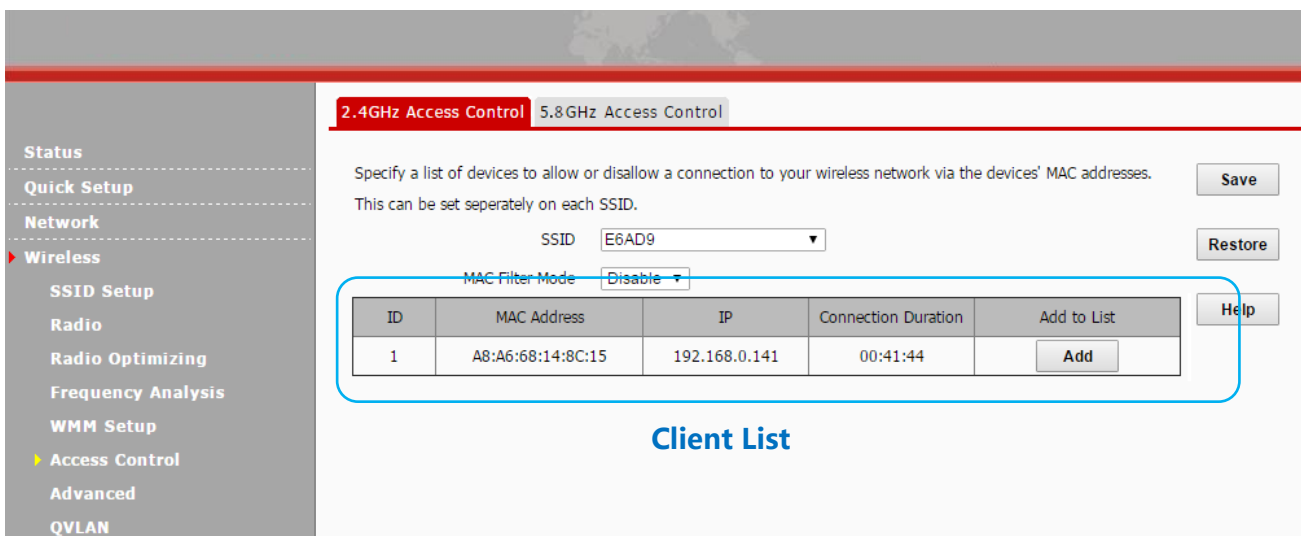 2.4GHz Access Control 5.8GHz Access Control
Status
Quick Setup
Network
Wireless
SSID Setup
Radio
Radio Optimizing
Frequency Analysis
WMM Setup
Access Control
Advanced
QVLAN
Specify a list of devices to allow or disallow a connection to your wireless network via the devices' MAC addresses.
This can be set seperately on each SSID.
SSID E6AD9
MAC Filter Mode Disable
ID MAC Address IP Connection Duration Add to List
1 A8:A6:68:14:8C:15 192.168.0.141 00:41:44 Add
Client List
Save
Restore
Help